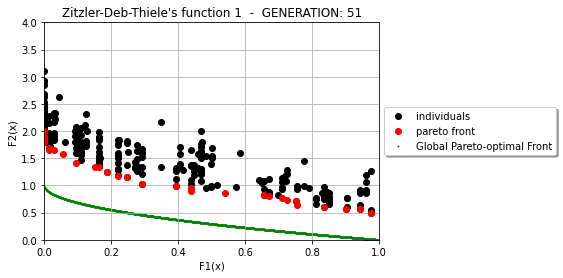 Zitzler-Deb-Thiele's function 1 - GENERATION: 51
4.0
3.5
3.0
2.5
2.0
1.5
1.0
0.5
0.0
F2(x)
0.0 0.2 0.4 0.6 0.8 1.0
F1(x)
individuals
pareto front
Global Pareto-optimal Front